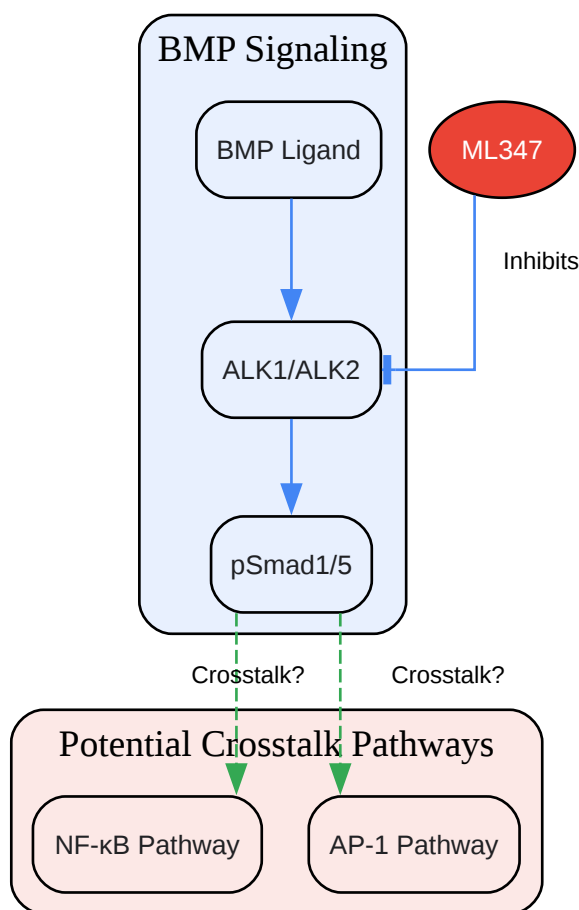 BMP Signaling
BMP Ligand
ML347
Inhibits
ALK1/ALK2
pSmad1/5
Crosstalk?
Crosstalk?
Potential Crosstalk Pathways
NF-κB Pathway
AP-1 Pathway